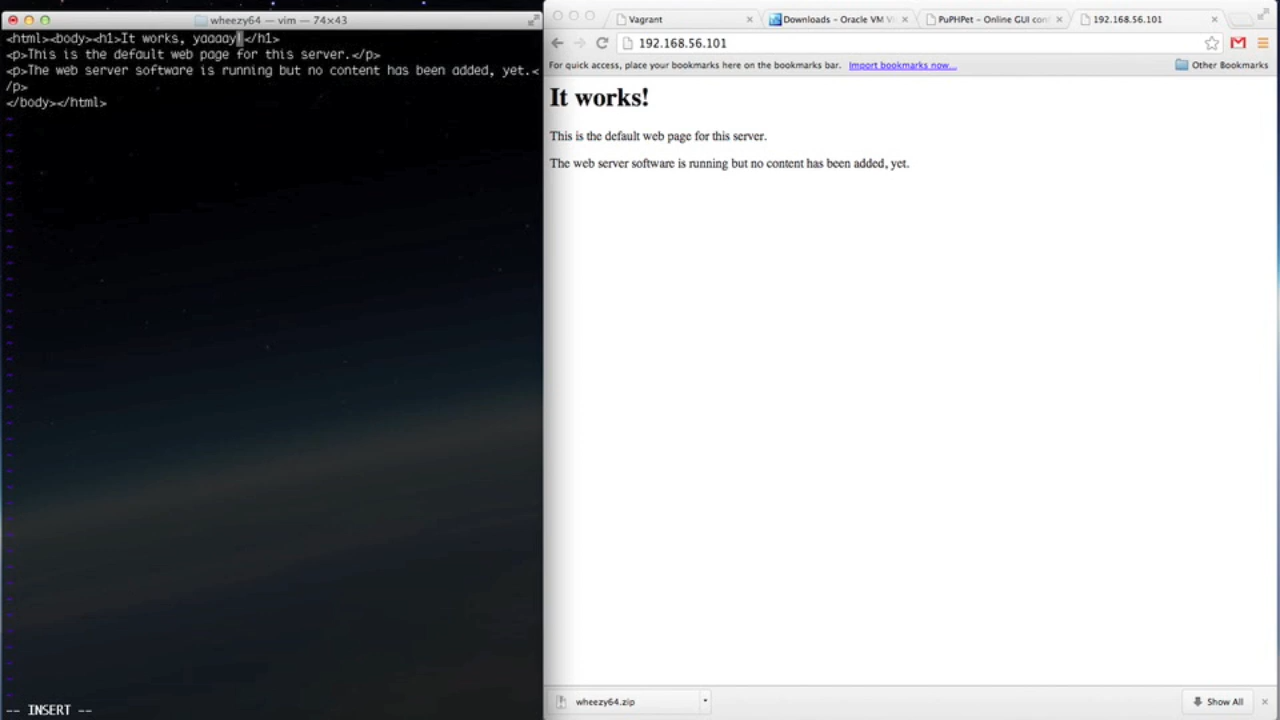 wheezy64 — vim — 74×43
<html><body><h1>It works, yaaaay!</h1>
<p>This is the default web page for this server.</p>
<p>The web server software is running but no content has been added, yet.<
/p>
</body></html>
-- INSERT --
Vagrant
Downloads – Oracle VM Vi
PuPHPet – Online GUI con
192.168.56.101
192.168.56.101
For quick access, place your bookmarks here on the bookmarks bar. Import bookmarks now...
Other Bookmarks
It works!
This is the default web page for this server.
The web server software is running but no content has been added, yet.
wheezy64.zip
Show All